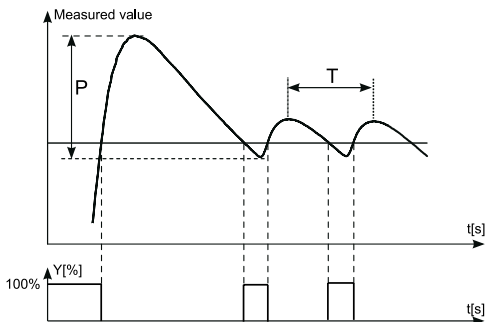 Measured value
P
T
t[s]
Y[%]
100%
t[s]